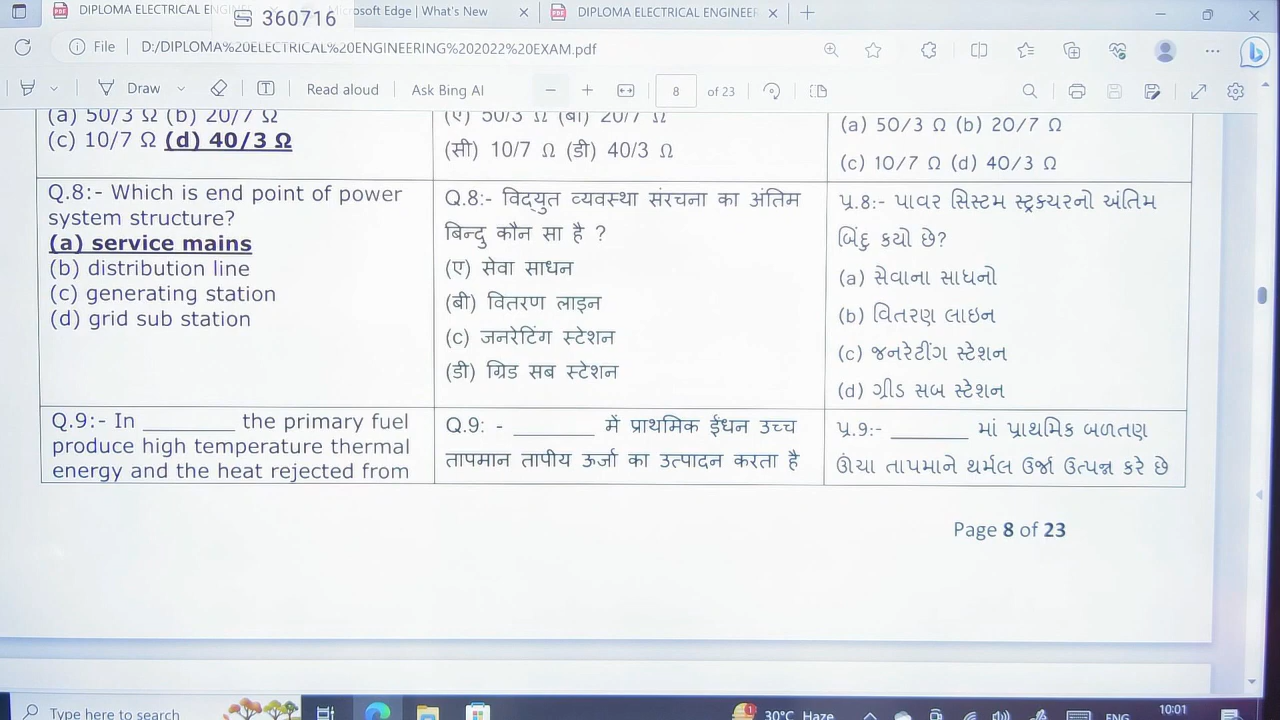 DIPLOMA ELECTRICAL ENGINE
360716
Microsoft Edge | What's New
DIPLOMA ELECTRICAL ENGINEER
File D:/DIPLOMA%20ELECTRICAL%20ENGINEERING%202022%20EXAM.pdf
Draw Read aloud Ask Bing AI 8 of 23
(a) 50/3 Ω (b) 20/7 Ω
(c) 10/7 Ω (d) 40/3 Ω
(ए) 50/3 Ω (बी) 20/7 Ω
(सी) 10/7 Ω (डी) 40/3 Ω
(a) 50/3 Ω (b) 20/7 Ω
(c) 10/7 Ω (d) 40/3 Ω
Q.8:- Which is end point of power
system structure?
(a) service mains
(b) distribution line
(c) generating station
(d) grid sub station
Q.8:- विद्युत व्यवस्था संरचना का अंतिम
बिन्दु कौन सा है ?
(ए) सेवा साधन
(बी) वितरण लाइन
(c) जनरेटिंग स्टेशन
(डी) ग्रिड सब स्टेशन
પ્ર.8:- પાવર સિસ્ટમ સ્ટ્રક્ચરનો અંતિમ
બિંદુ કયો છે?
(a) સેવાના સાધનો
(b) વિતરણ લાઇન
(c) જનરેટીંગ સ્ટેશન
(d) ગ્રીડ સબ સ્ટેશન
Q.9:- In ________ the primary fuel
produce high temperature thermal
energy and the heat rejected from
Q.9: - _______ में प्राथमिक ईंधन उच्च
तापमान तापीय ऊर्जा का उत्पादन करता है
પ્ર.9:- _______ માં પ્રાથમિક બળતણ
ઊંચા તાપમાને થર્મલ ઉર્જા ઉત્પન્ન કરે છે
Page 8 of 23
Type here to search
30°C Haze
ENG
10:01